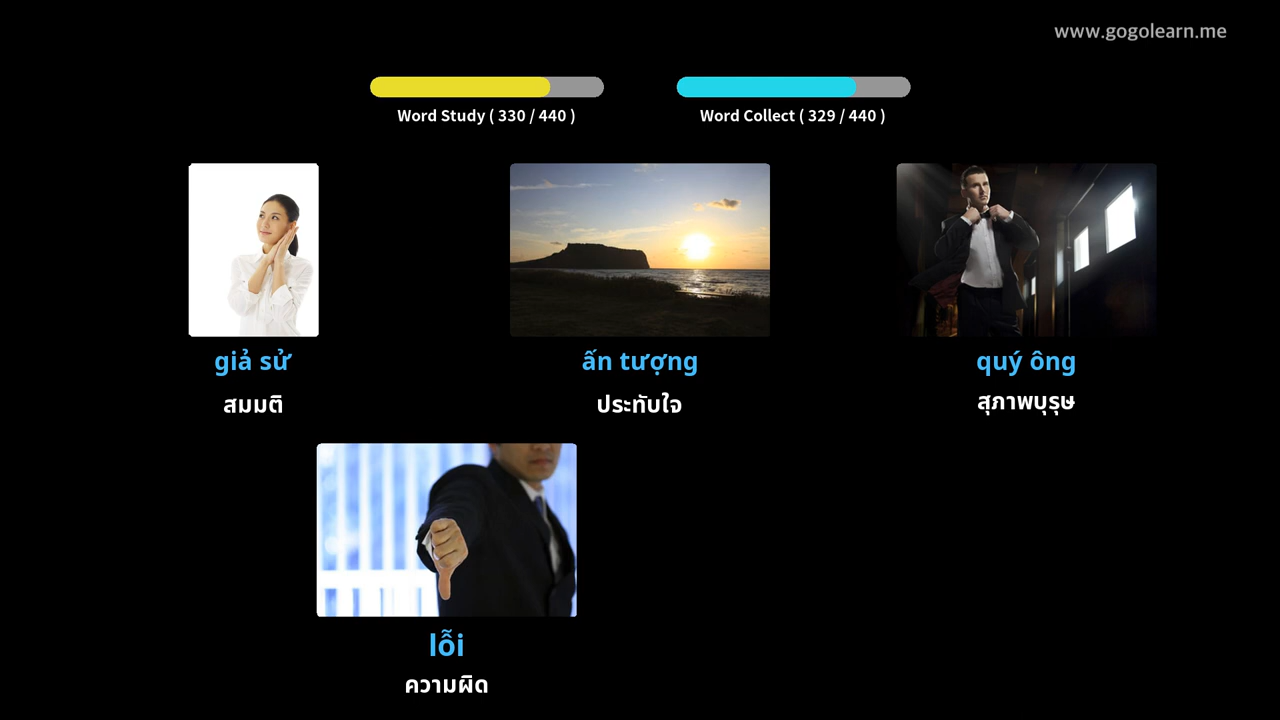 www.gogolearn.me
Word Study ( 330 / 440 )
Word Collect ( 329 / 440 )
giả sử
สมมติ
ấn tượng
ประทับใจ
quý ông
สุภาพบุรุษ
lỗi
ความผิด